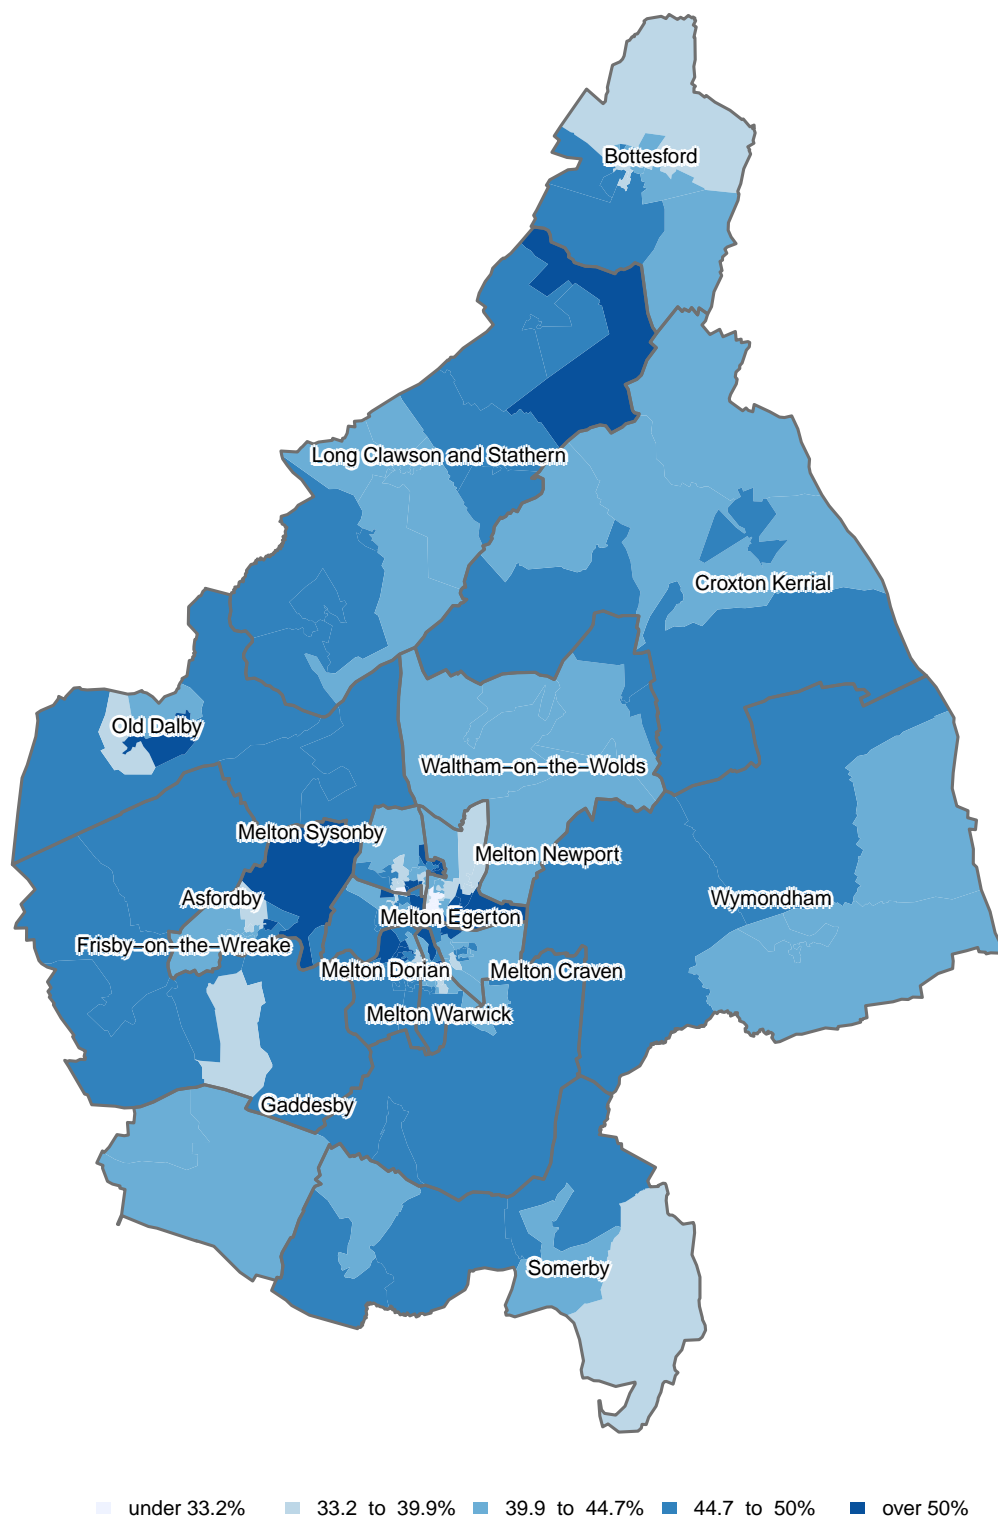 Bottesford
Long Clawson and Stathern
Croxton Kerrial
Old Dalby
Waltham−on−the−Wolds
Melton Sysonby
Melton Newport
Asfordby
Wymondham
Melton Egerton
Frisby−on−the−Wreake
Melton Dorian
Melton Craven
Melton Warwick
Gaddesby
Somerby
under 33.2% 33.2 to 39.9% 39.9 to 44.7% 44.7 to 50% over 50%